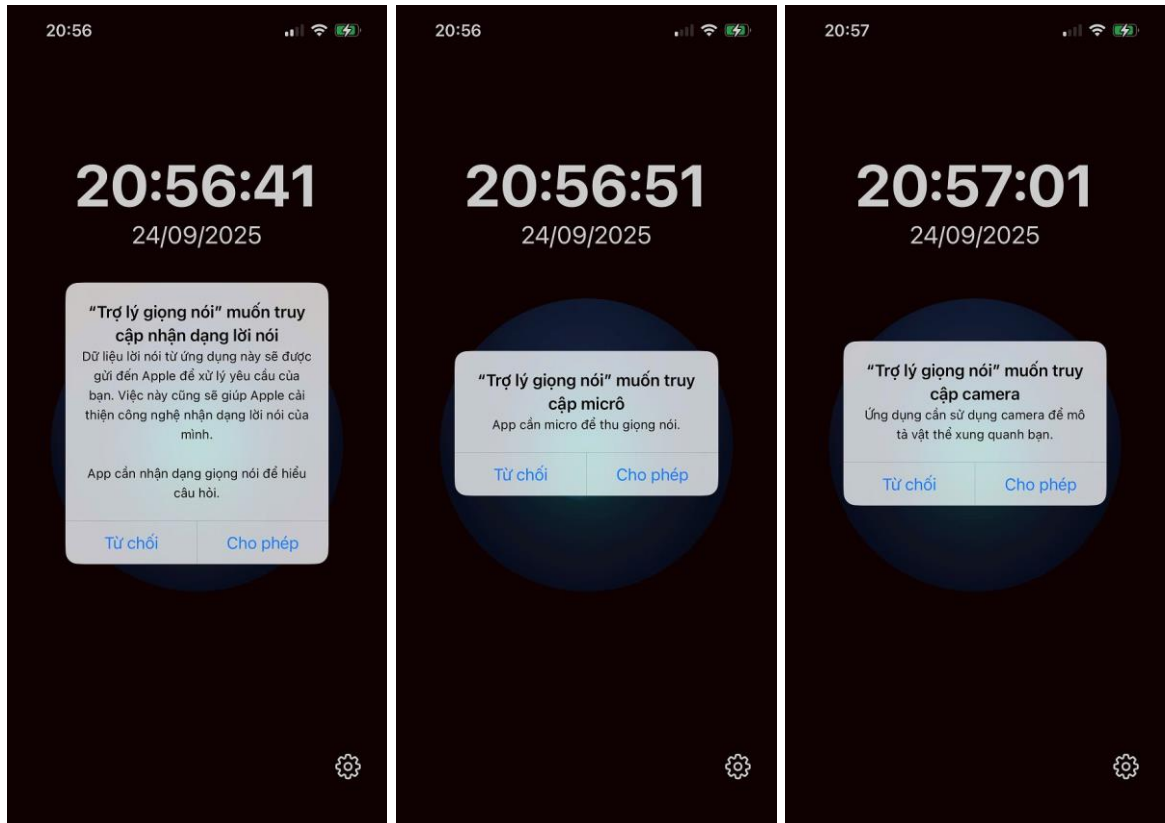 20:56
20:56:41
24/09/2025
“Trợ lý giọng nói” muốn truy
cập nhận dạng lời nói
Dữ liệu lời nói từ ứng dụng này sẽ được
gửi đến Apple để xử lý yêu cầu của
bạn. Việc này cũng sẽ giúp Apple cải
thiện công nghệ nhận dạng lời nói của
mình.
App cần nhận dạng giọng nói để hiểu
câu hỏi.
Từ chối
Cho phép
20:56
20:56:51
24/09/2025
“Trợ lý giọng nói” muốn truy
cập micrô
App cần micro để thu giọng nói.
Từ chối
Cho phép
20:57
20:57:01
24/09/2025
“Trợ lý giọng nói” muốn truy
cập camera
Ứng dụng cần sử dụng camera để mô
tả vật thể xung quanh bạn.
Từ chối
Cho phép